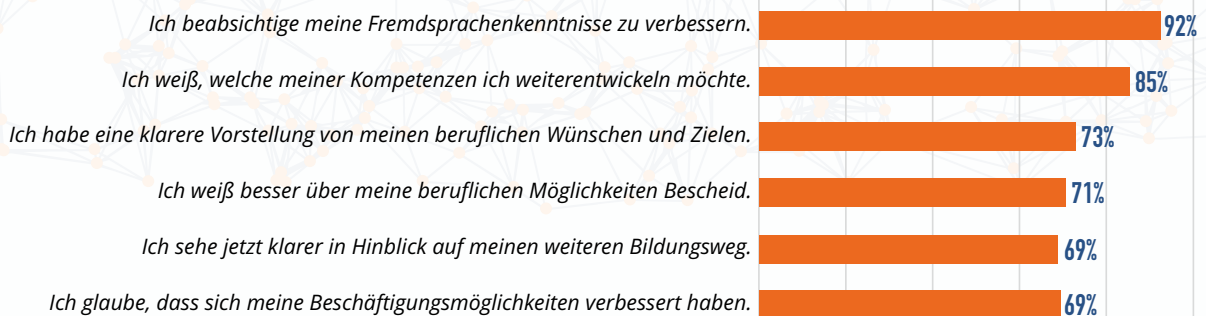 Ich beabsichtige meine Fremdsprachenkenntnisse zu verbessern. 92%
Ich weiß, welche meiner Kompetenzen ich weiterentwickeln möchte. 85%
Ich habe eine klarere Vorstellung von meinen beruflichen Wünschen und Zielen. 73%
Ich weiß besser über meine beruflichen Möglichkeiten Bescheid. 71%
Ich sehe jetzt klarer in Hinblick auf meinen weiteren Bildungsweg. 69%
Ich glaube, dass sich meine Beschäftigungsmöglichkeiten verbessert haben. 69%